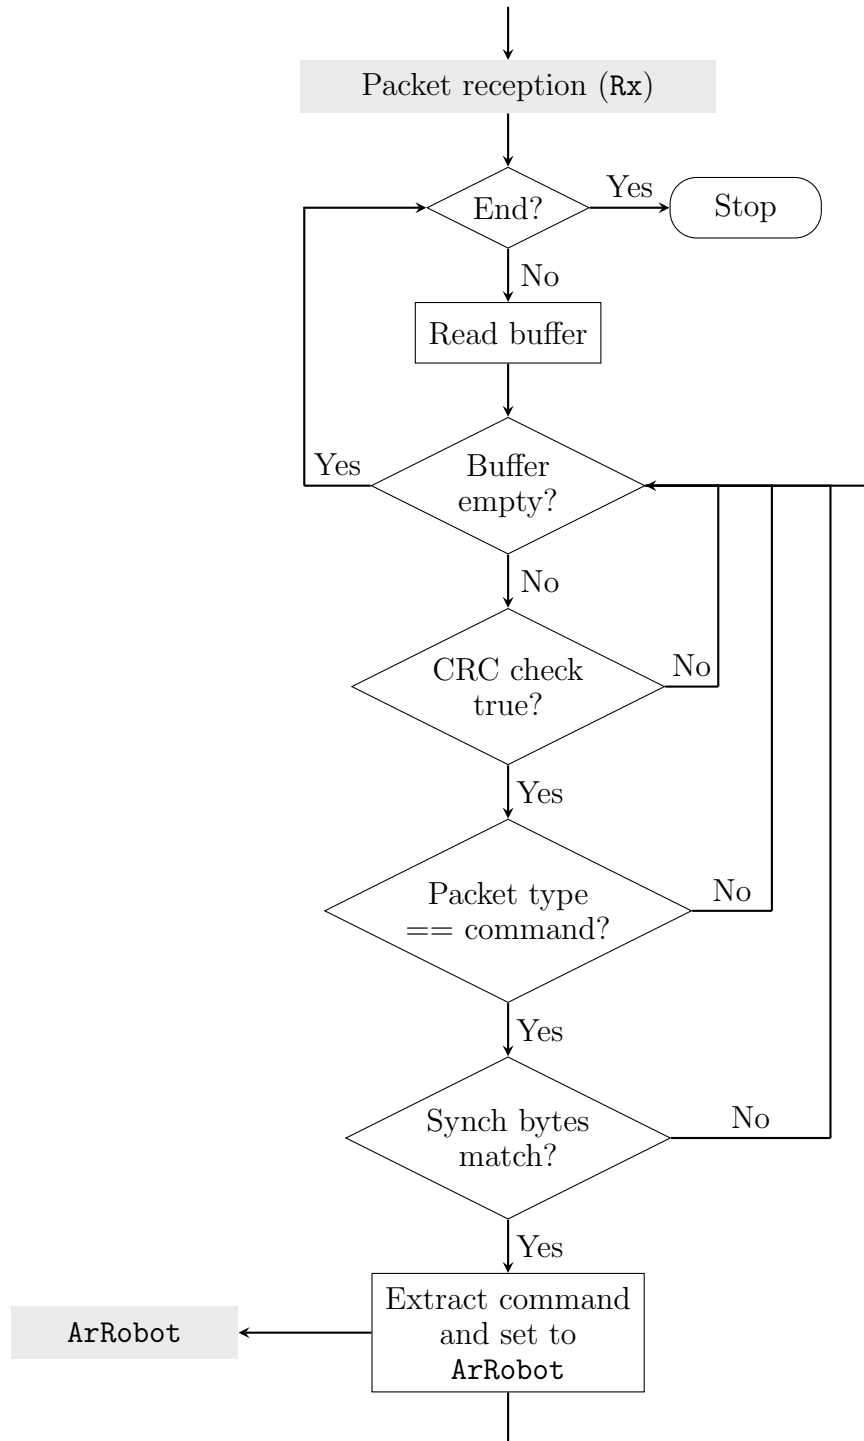 Packet reception (Rx)
End?
Yes
Stop
No
Read buffer
Buffer
empty?
Yes
No
CRC check
true?
No
Yes
Packet type
== command?
No
Yes
Synch bytes
match?
No
Yes
Extract command
and set to
ArRobot
ArRobot